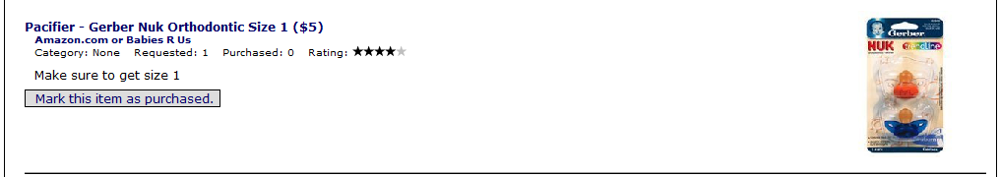 Pacifier - Gerber Nuk Orthodontic Size 1 ($5)
Amazon.com or Babies R Us
Category: None Requested: 1 Purchased: 0 Rating:
Make sure to get size 1
Mark this item as purchased.
Gerber
NUK
Gerber